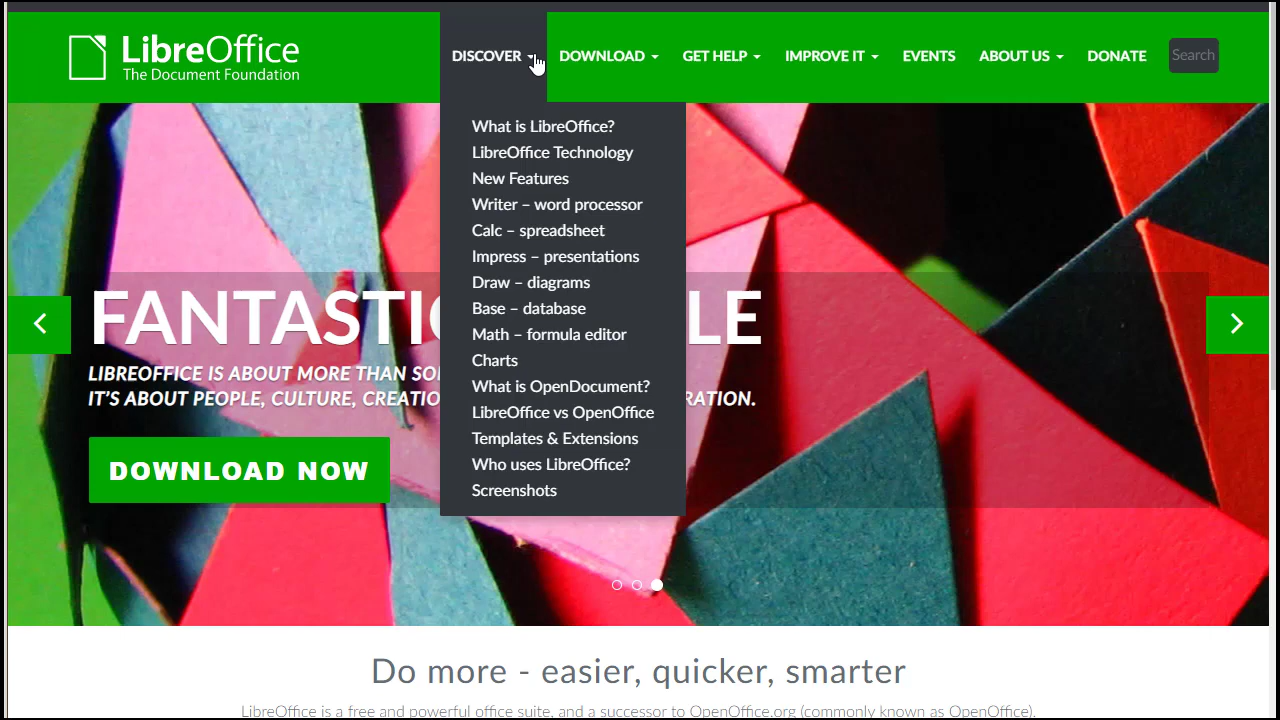 LibreOffice
The Document Foundation
DISCOVER
DOWNLOAD
GET HELP
IMPROVE IT
EVENTS
ABOUT US
DONATE
Search
What is LibreOffice?
LibreOffice Technology
New Features
Writer – word processor
Calc – spreadsheet
Impress – presentations
Draw – diagrams
Base – database
Math – formula editor
Charts
What is OpenDocument?
LibreOffice vs OpenOffice
Templates & Extensions
Who uses LibreOffice?
Screenshots
FANTASTIC LE
LIBREOFFICE IS ABOUT MORE THAN
IT'S ABOUT PEOPLE, CULTURE,
DOWNLOAD NOW
Do more - easier, quicker, smarter
LibreOffice is a free and powerful office suite, and a successor to OpenOffice.org (commonly known as OpenOffice).